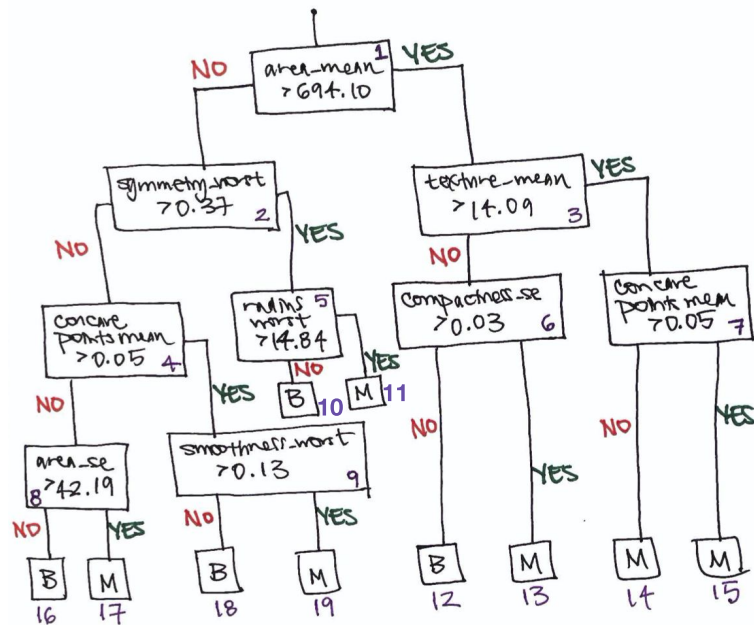 1
area_mean
>694.10
NO
YES
symmetry_worst
>0.37
2
texture_mean
>14.09
3
NO
YES
NO
YES
concave
points mean
>0.05
4
radius
worst
>14.84
5
compactness_se
>0.03
6
concave
points mean
>0.05
7
NO
YES
NO
YES
B
10
M
11
area_se
>42.19
8
smoothness_worst
>0.13
9
NO
YES
NO
YES
NO
YES
NO
YES
B
M
B
M
B
M
M
M
16
17
18
19
12
13
14
15